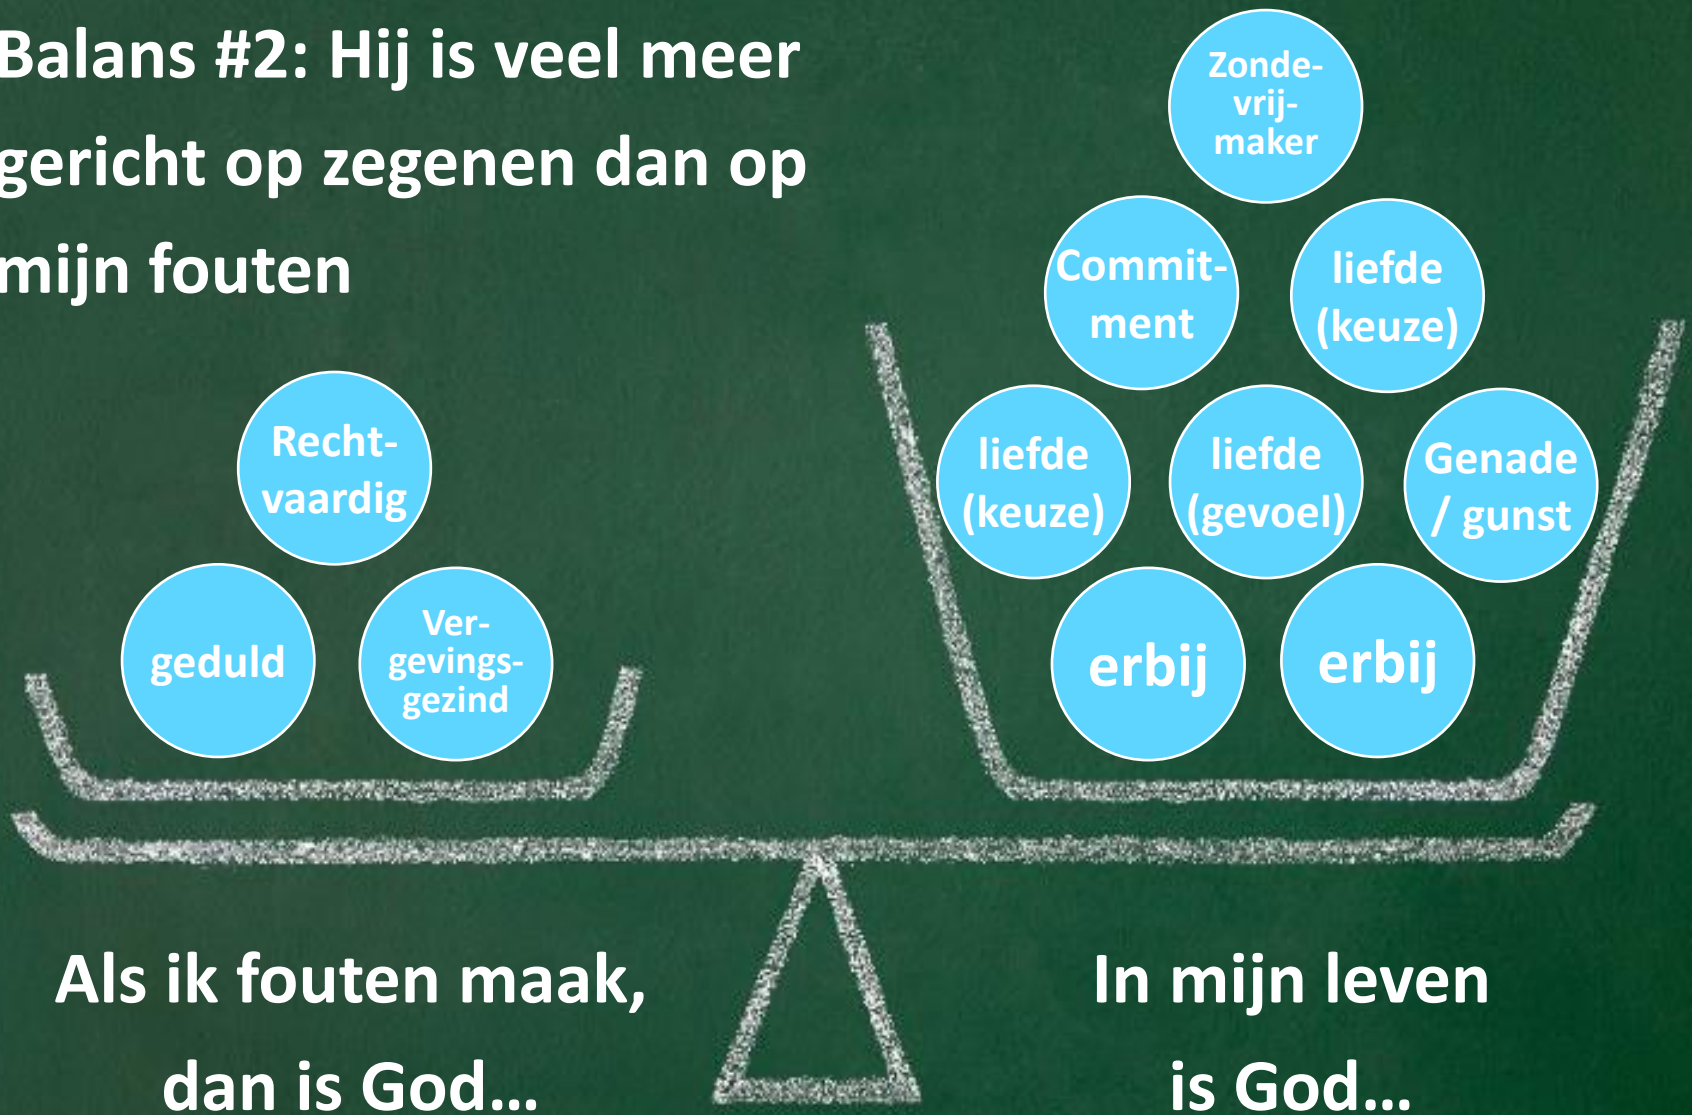 Balans #2: Hij is veel meer
gericht op zegenen dan op
mijn fouten
Recht-
vaardig
geduld
Ver-
gevings-
gezind
Zonde-
vrij-
maker
Commit-
ment
liefde
(keuze)
liefde
(keuze)
liefde
(gevoel)
Genade
/ gunst
erbij
erbij
Als ik fouten maak,
dan is God...
In mijn leven
is God...